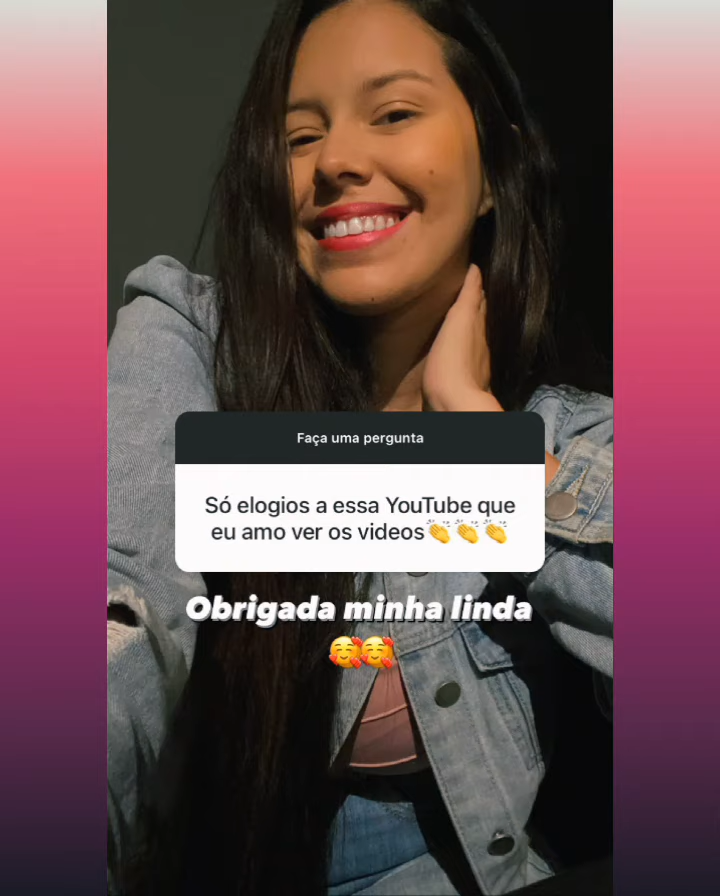 Faça uma pergunta
Só elogios a essa YouTube que
eu amo ver os videos👏👏👏
Obrigada minha linda
🥰🥰